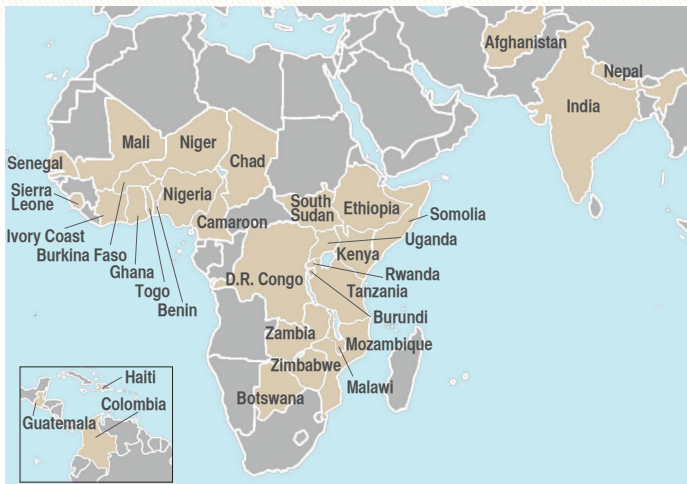 Afghanistan
Nepal
India
Mali
Niger
Chad
Senegal
Sierra
Leone
Nigeria
South
Sudan
Ethiopia
Somolia
Camaroon
Ivory Coast
Burkina Faso
Ghana
Togo
Benin
Uganda
Kenya
D.R. Congo
Rwanda
Tanzania
Burundi
Zambia
Mozambique
Zimbabwe
Malawi
Botswana
Haiti
Colombia
Guatemala